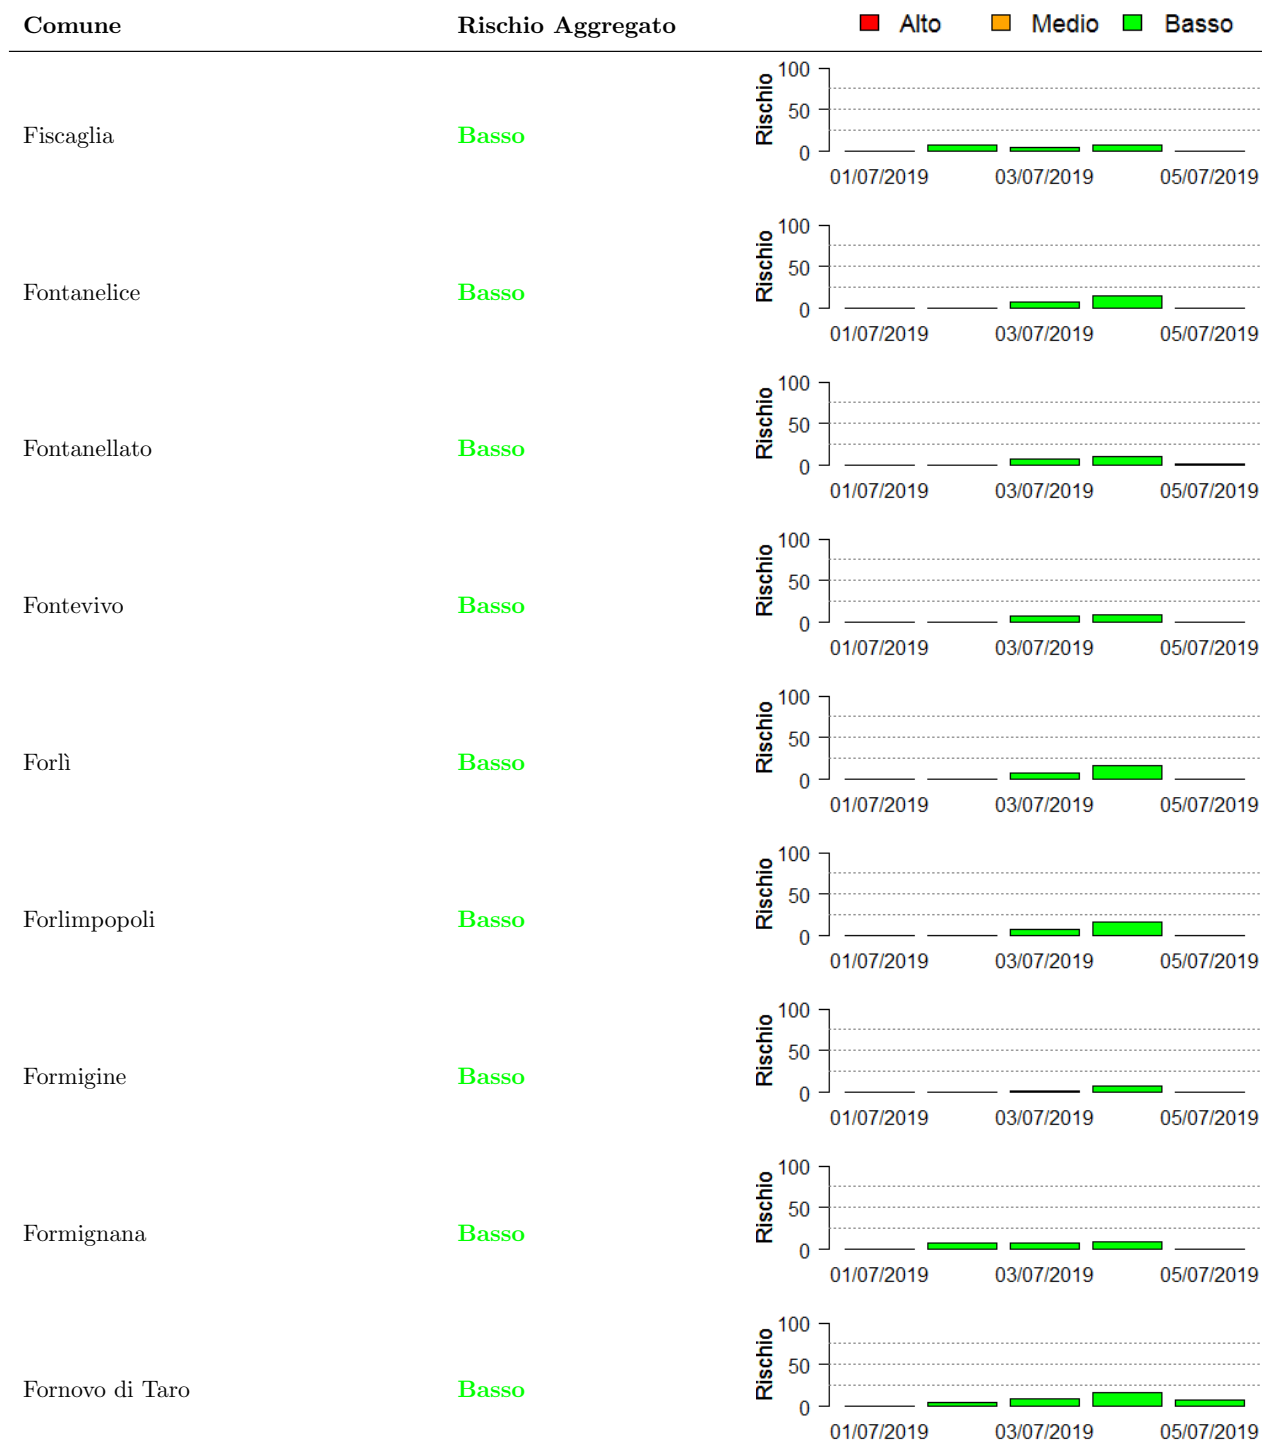 Comune Rischio Aggregato Alto Medio Basso
Fiscaglia Basso Rischio 100 50 0
01/07/2019 03/07/2019 05/07/2019
Fontanelice Basso Rischio 100 50 0
01/07/2019 03/07/2019 05/07/2019
Fontanellato Basso Rischio 100 50 0
01/07/2019 03/07/2019 05/07/2019
Fontevivo Basso Rischio 100 50 0
01/07/2019 03/07/2019 05/07/2019
Forlì Basso Rischio 100 50 0
01/07/2019 03/07/2019 05/07/2019
Forlimpopoli Basso Rischio 100 50 0
01/07/2019 03/07/2019 05/07/2019
Formigine Basso Rischio 100 50 0
01/07/2019 03/07/2019 05/07/2019
Formignana Basso Rischio 100 50 0
01/07/2019 03/07/2019 05/07/2019
Fornovo di Taro Basso Rischio 100 50 0
01/07/2019 03/07/2019 05/07/2019